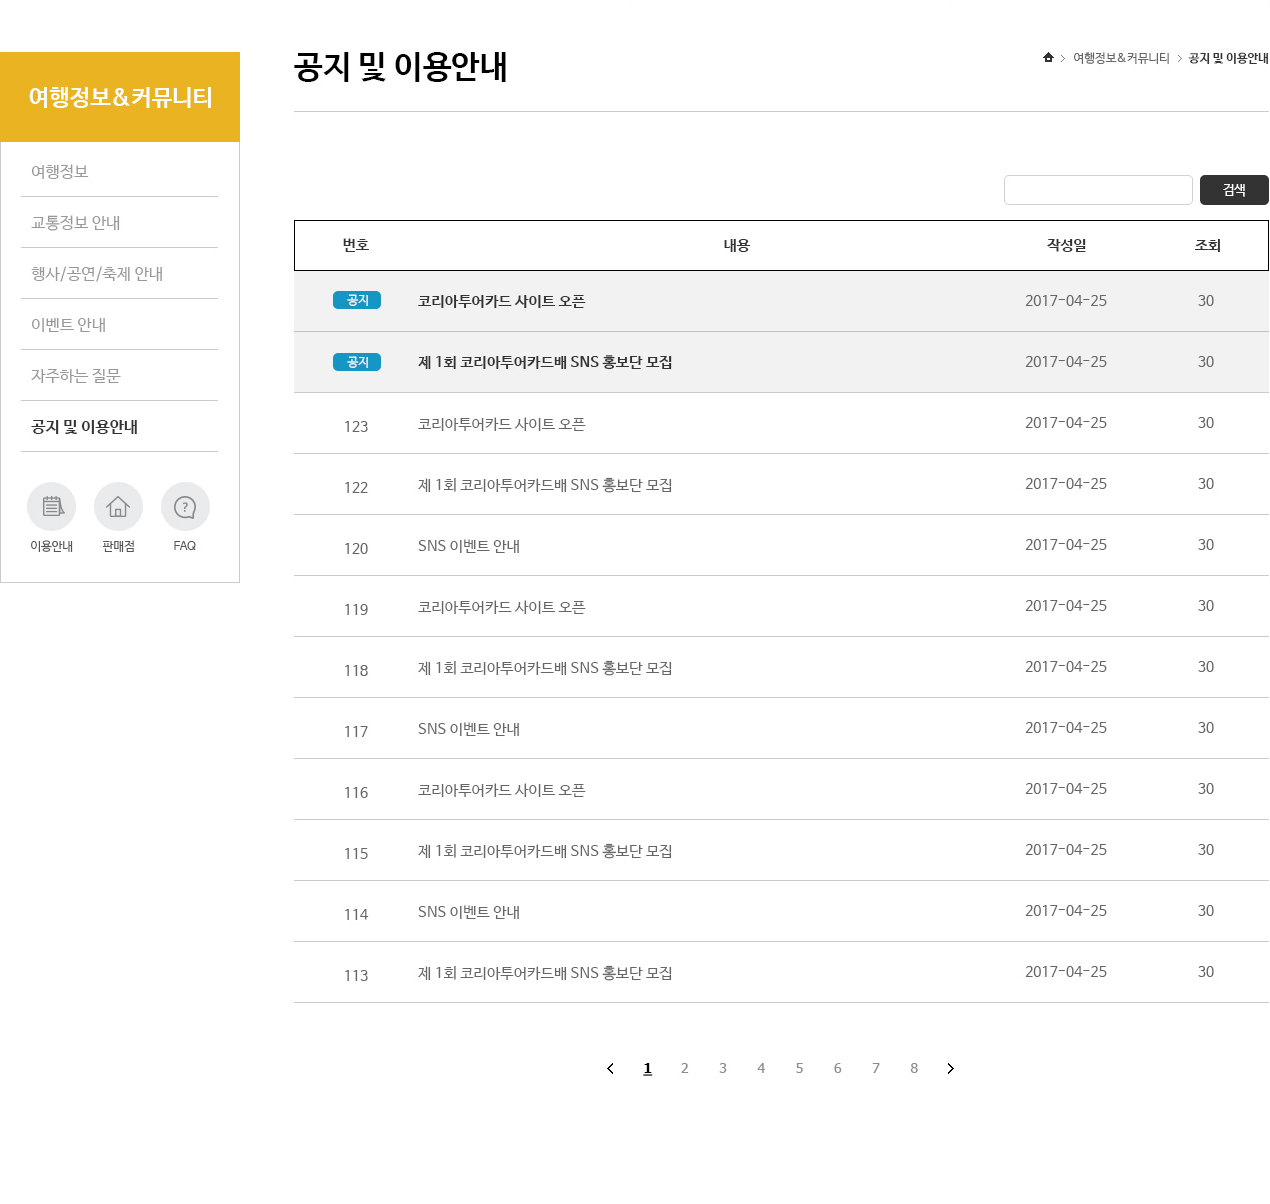 여행정보&커뮤니티
여행정보
교통정보 안내
행사/공연/축제 안내
이벤트 안내
자주하는 질문
공지 및 이용안내
이용안내 판매점 FAQ
공지 및 이용안내
여행정보&커뮤니티 > 공지 및 이용안내
검색
번호 내용 작성일 조회
공지 코리아투어카드 사이트 오픈 2017-04-25 30
공지 제 1회 코리아투어카드배 SNS 홍보단 모집 2017-04-25 30
123 코리아투어카드 사이트 오픈 2017-04-25 30
122 제 1회 코리아투어카드배 SNS 홍보단 모집 2017-04-25 30
120 SNS 이벤트 안내 2017-04-25 30
119 코리아투어카드 사이트 오픈 2017-04-25 30
118 제 1회 코리아투어카드배 SNS 홍보단 모집 2017-04-25 30
117 SNS 이벤트 안내 2017-04-25 30
116 코리아투어카드 사이트 오픈 2017-04-25 30
115 제 1회 코리아투어카드배 SNS 홍보단 모집 2017-04-25 30
114 SNS 이벤트 안내 2017-04-25 30
113 제 1회 코리아투어카드배 SNS 홍보단 모집 2017-04-25 30
1 2 3 4 5 6 7 8